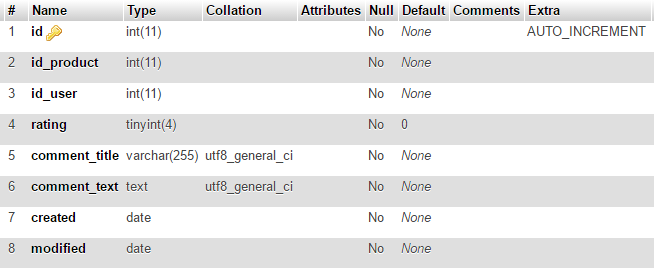 # Name Type Collation Attributes Null Default Comments Extra
1 id int(11) No None AUTO_INCREMENT
2 id_product int(11) No None
3 id_user int(11) No None
4 rating tinyint(4) No 0
5 comment_title varchar(255) utf8_general_ci No None
6 comment_text text utf8_general_ci No None
7 created date No None
8 modified date No None